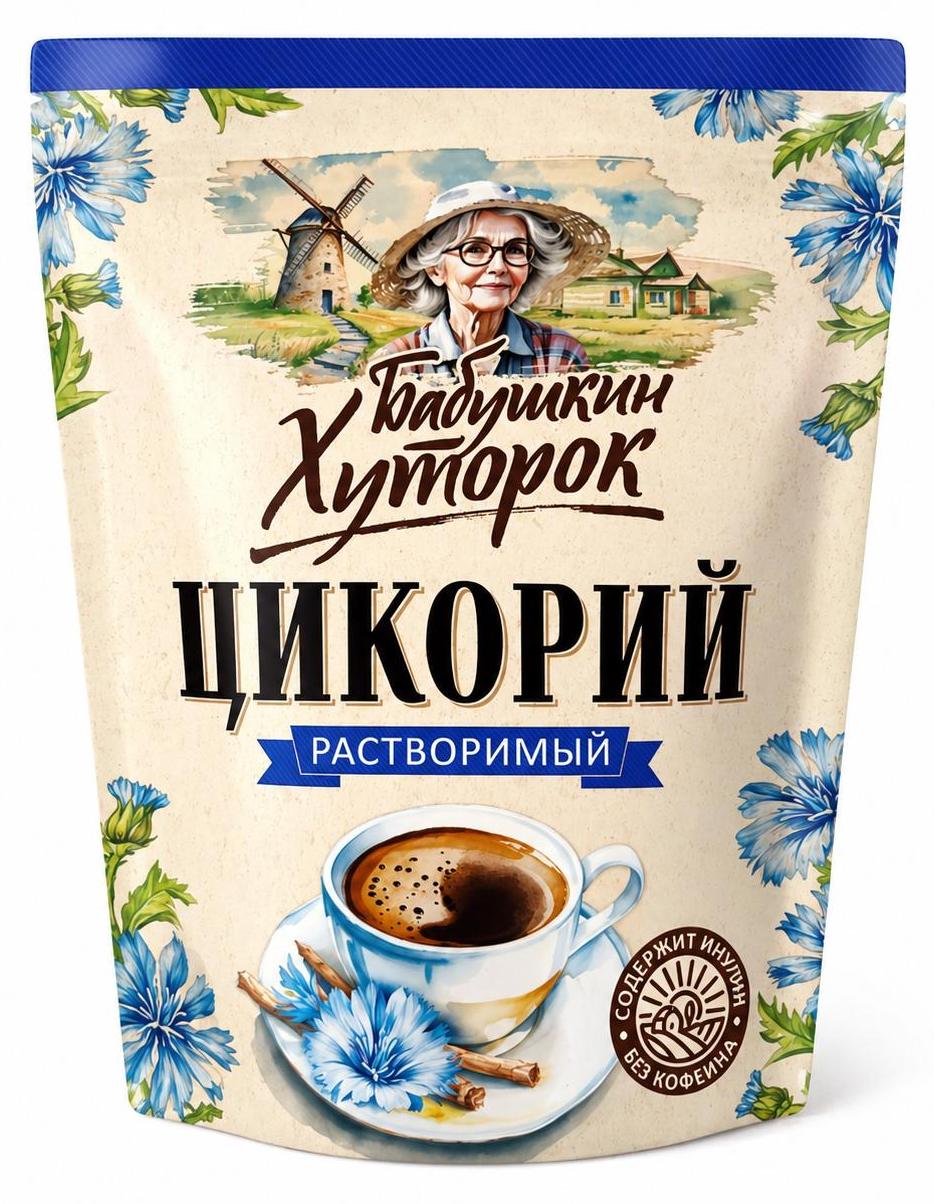 Бабушкин
Хуторок
ЦИКОРИЙ
РАСТВОРИМЫЙ
СОДЕРЖИТ ИНУЛИН
БЕЗ КОФЕИНА